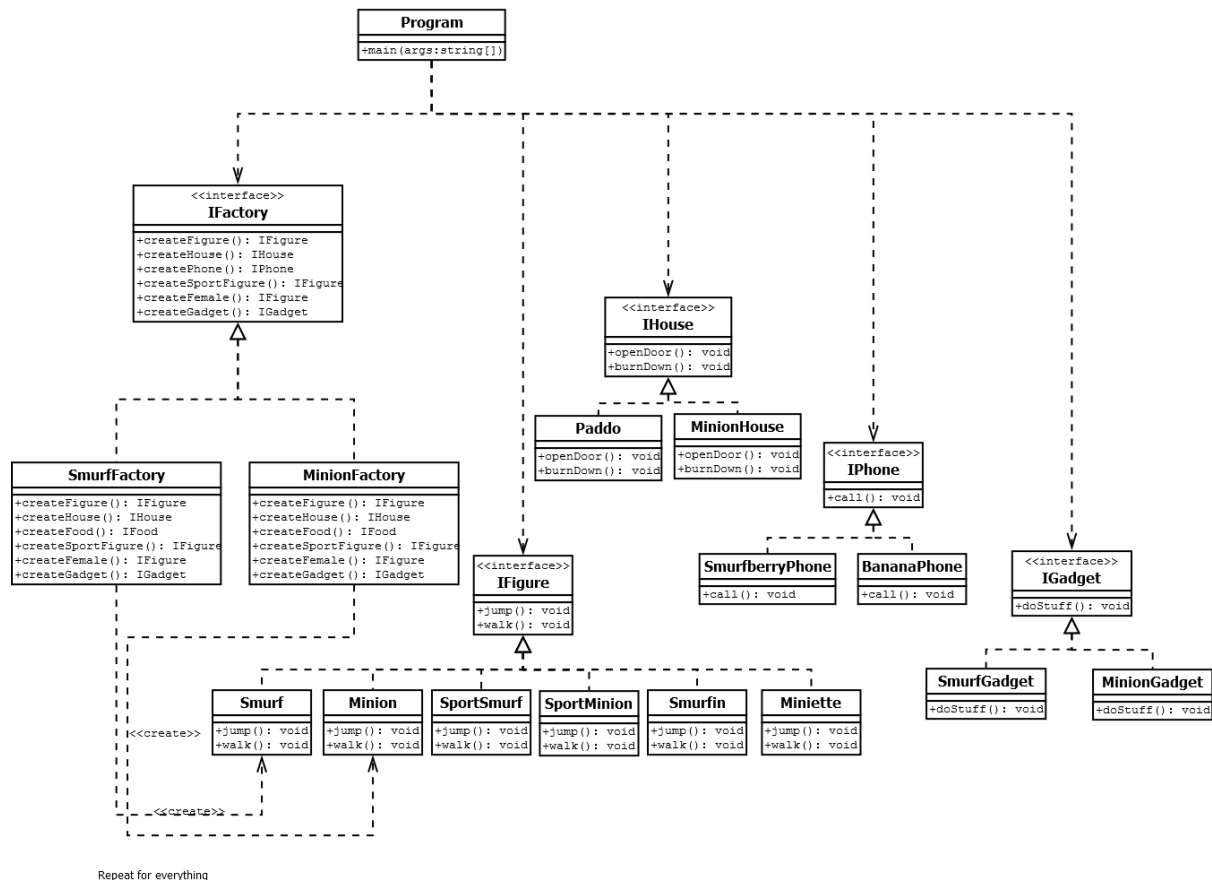 Program
+main(args:string[])
<<interface>>
IFactory
+createFigure(): IFigure
+createHouse(): IHouse
+createPhone(): IPhone
+createSportFigure(): IFigure
+createFemale(): IFigure
+createGadget(): IGadget
<<interface>>
IHouse
+openDoor(): void
+burnDown(): void
Paddo
+openDoor(): void
+burnDown(): void
MinionHouse
+openDoor(): void
+burnDown(): void
<<interface>>
IPhone
+call(): void
SmurfFactory
+createFigure(): IFigure
+createHouse(): IHouse
+createFood(): IFood
+createSportFigure(): IFigure
+createFemale(): IFigure
+createGadget(): IGadget
MinionFactory
+createFigure(): IFigure
+createHouse(): IHouse
+createFood(): IFood
+createSportFigure(): IFigure
+createFemale(): IFigure
+createGadget(): IGadget
<<interface>>
IFigure
+jump(): void
+walk(): void
SmurfberryPhone
+call(): void
BananaPhone
+call(): void
<<interface>>
IGadget
+doStuff(): void
SmurfGadget
+doStuff(): void
MinionGadget
+doStuff(): void
Smurf
+jump(): void
+walk(): void
Minion
+jump(): void
+walk(): void
SportSmurf
+jump(): void
+walk(): void
SportMinion
+jump(): void
+walk(): void
Smurfin
+jump(): void
+walk(): void
Miniette
+jump(): void
+walk(): void
<<create>>
<<create>>
Repeat for everything